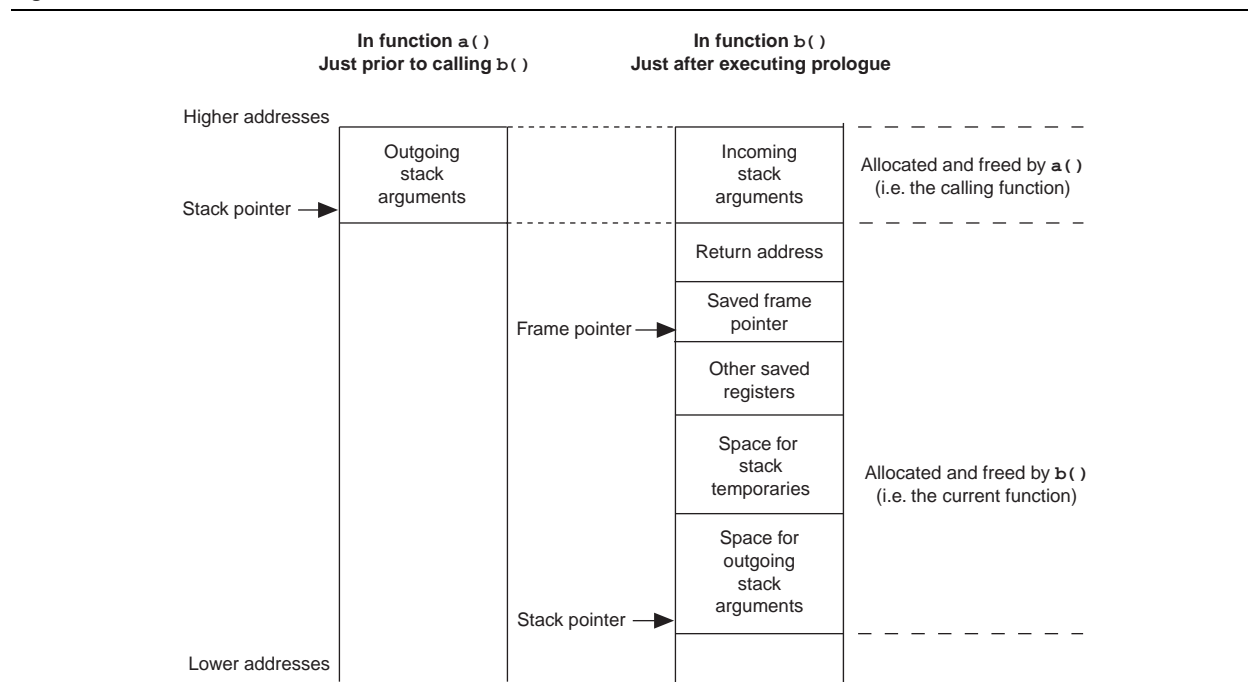 In function a()
Just prior to calling b()
In function b()
Just after executing prologue
Higher addresses
Outgoing
stack
arguments
Incoming
stack
arguments
Allocated and freed by a()
(i.e. the calling function)
Stack pointer
Return address
Saved frame
pointer
Frame pointer
Other saved
registers
Space for
stack
temporaries
Allocated and freed by b()
(i.e. the current function)
Space for
outgoing
stack
arguments
Stack pointer
Lower addresses